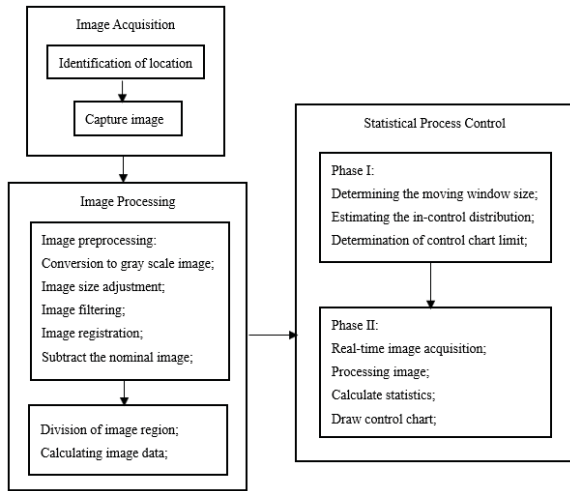 Image Acquisition
Identification of location
Capture image
Image Processing
Image preprocessing:
Conversion to gray scale image;
Image size adjustment;
Image filtering;
Image registration;
Subtract the nominal image;
Division of image region;
Calculating image data;
Statistical Process Control
Phase I:
Determining the moving window size;
Estimating the in-control distribution;
Determination of control chart limit;
Phase II:
Real-time image acquisition;
Processing image;
Calculate statistics;
Draw control chart;